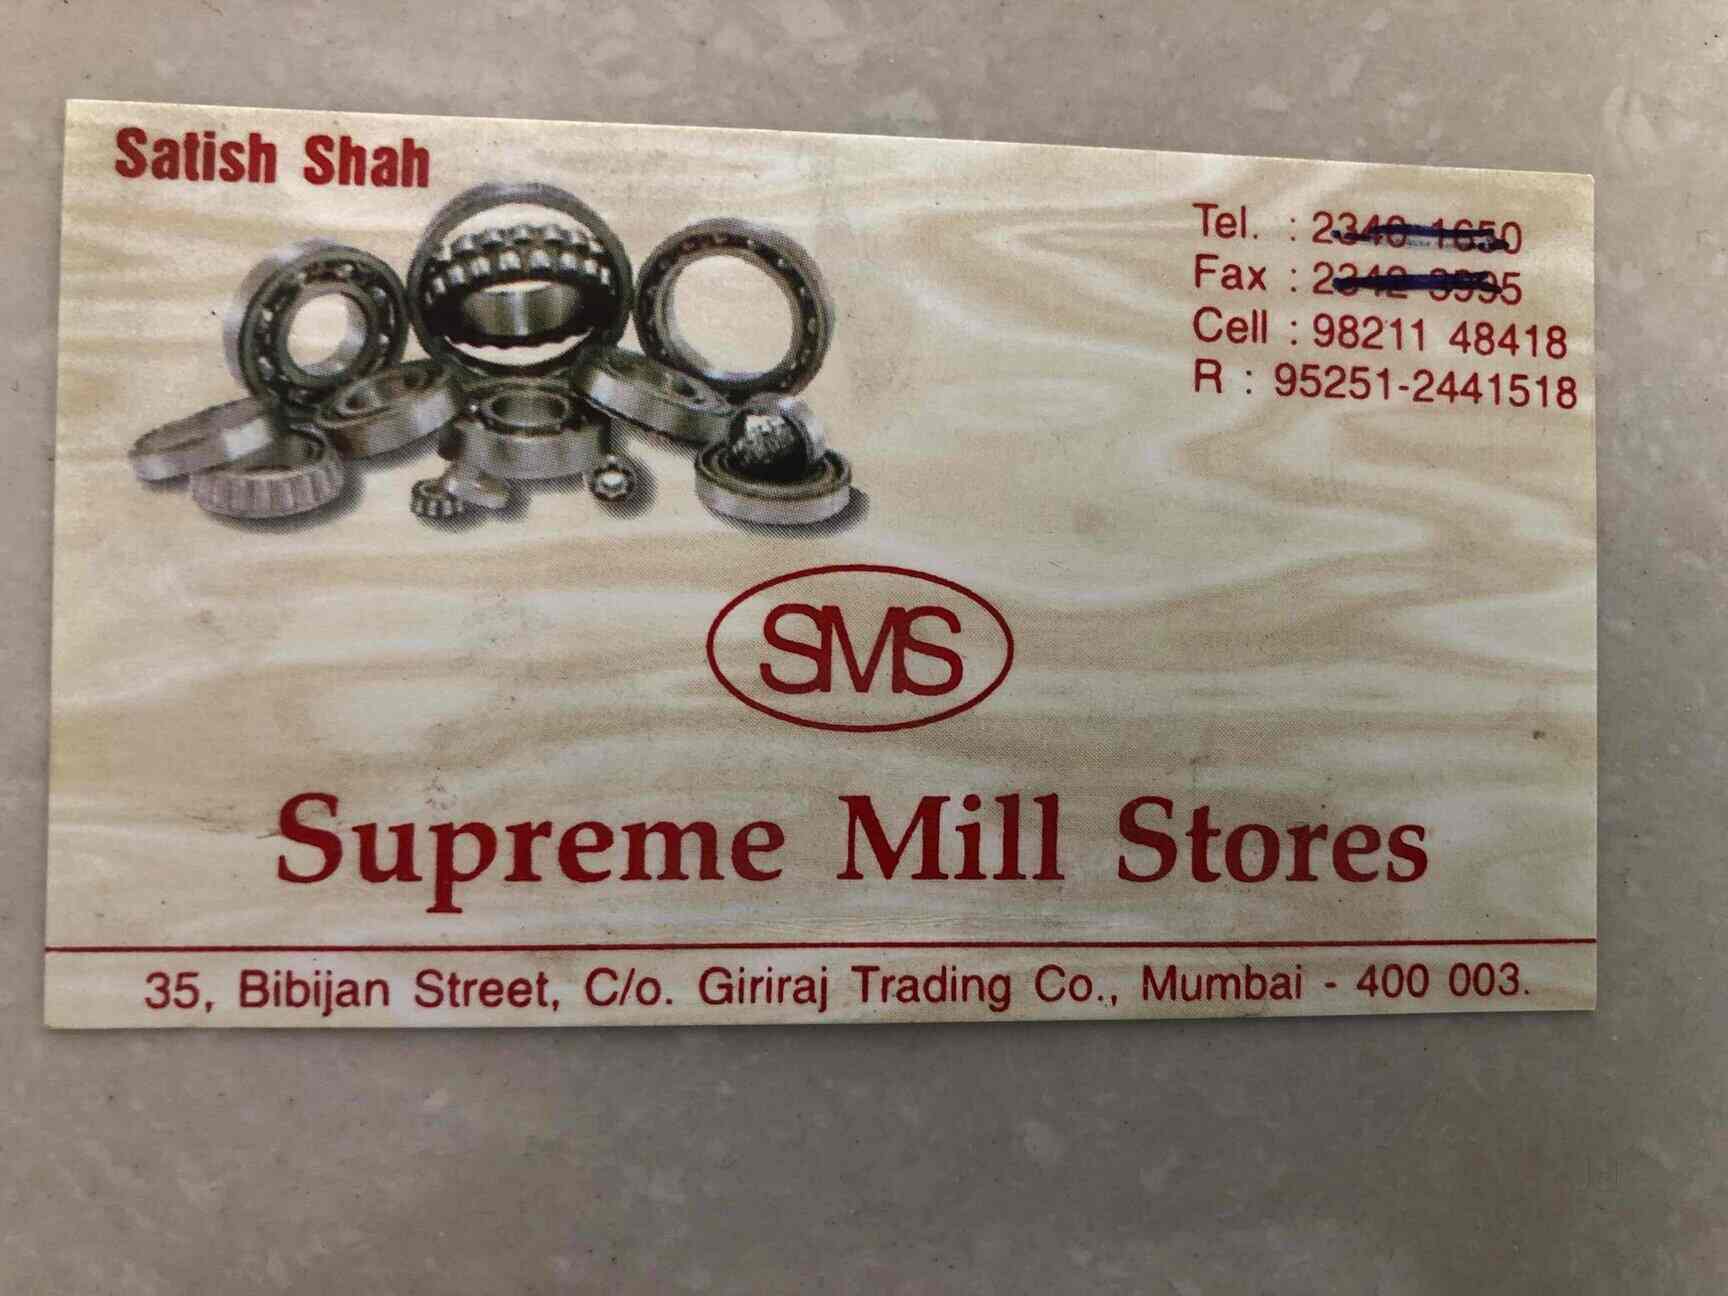 Satish Shah
Tel. :
Fax :
Cell : 98211 48418
R : 95251-2441518
SMS
Supreme Mill Stores
35, Bibijan Street, C/o. Giriraj Trading Co., Mumbai - 400 003.